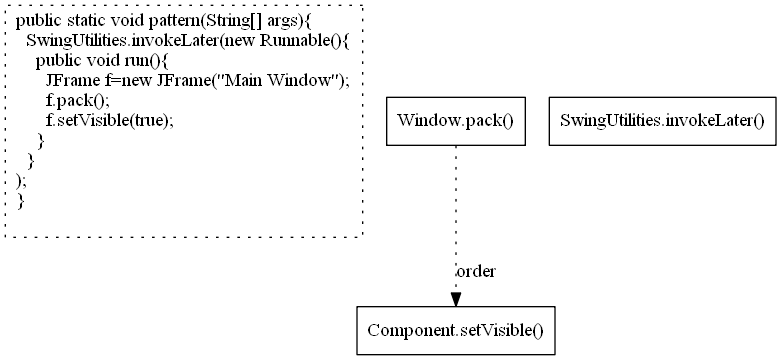 public static void pattern(String[] args){
SwingUtilities.invokeLater(new Runnable(){
public void run(){
JFrame f=new JFrame("Main Window");
f.pack();
f.setVisible(true);
}
}
);
}
Window.pack()
SwingUtilities.invokeLater()
order
Component.setVisible()